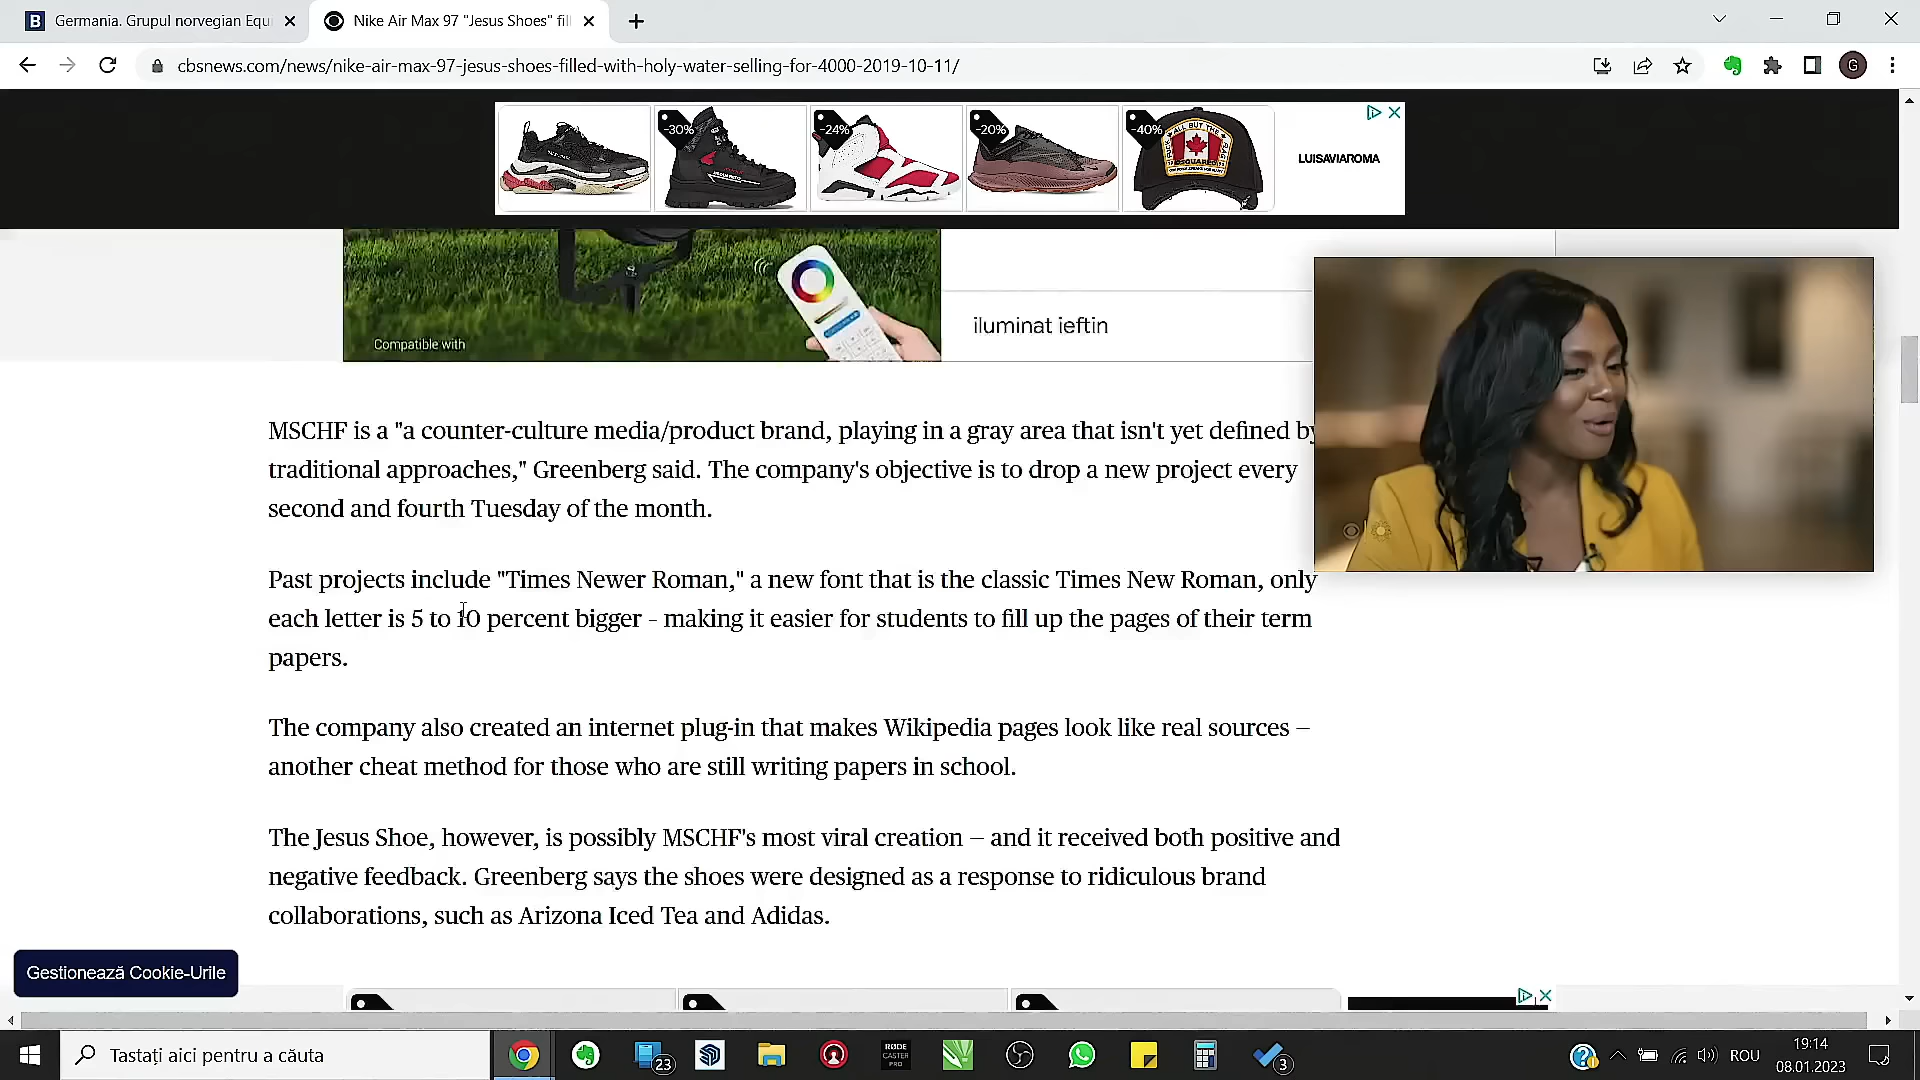 Germania. Grupul norvegian Equi
Nike Air Max 97 "Jesus Shoes" fil
cbsnews.com/news/nike-air-max-97-jesus-shoes-filled-with-holy-water-selling-for-4000-2019-10-11/
G
-30%
-24%
-20%
-40%
LUISAVIAROMA
Compatible with
iluminat ieftin
MSCHF is a "a counter-culture media/product brand, playing in a gray area that isn't yet defined by
traditional approaches," Greenberg said. The company's objective is to drop a new project every
second and fourth Tuesday of the month.
Past projects include "Times Newer Roman," a new font that is the classic Times New Roman, only
each letter is 5 to 10 percent bigger – making it easier for students to fill up the pages of their term
papers.
The company also created an internet plug-in that makes Wikipedia pages look like real sources —
another cheat method for those who are still writing papers in school.
The Jesus Shoe, however, is possibly MSCHF's most viral creation — and it received both positive and
negative feedback. Greenberg says the shoes were designed as a response to ridiculous brand
collaborations, such as Arizona Iced Tea and Adidas.
Gestionează Cookie-Urile
Tastați aici pentru a căuta
23
RØDE
CASTER
PRO
3
ROU
19:14
08.01.2023